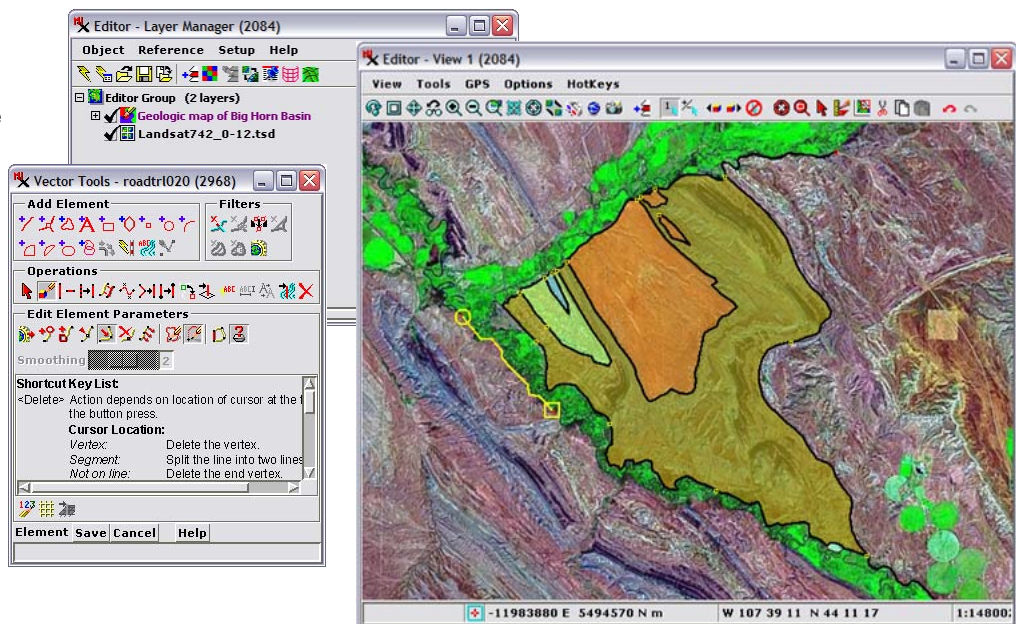 Editor - Layer Manager (2084)
Object Reference Setup Help
Editor Group (2 layers)
Geologic map of Big Horn Basin
Landsat742_0-12.tsd
Editor - View 1 (2084)
View Tools GPS Options HotKeys
Vector Tools - roadtrl020 (2968)
Add Element
Filters
Operations
Edit Element Parameters
Smoothing 2
Shortcut Key List:
<Delete> Action depends on location of cursor at the
the button press.
Cursor Location:
Vertex: Delete the vertex.
Segment: Split the line into two lines
Not on line: Delete the end vertex.
Element Save Cancel Help
-11983880 E 5494570 N m
W 107 39 11 N 44 11 17
1:14800